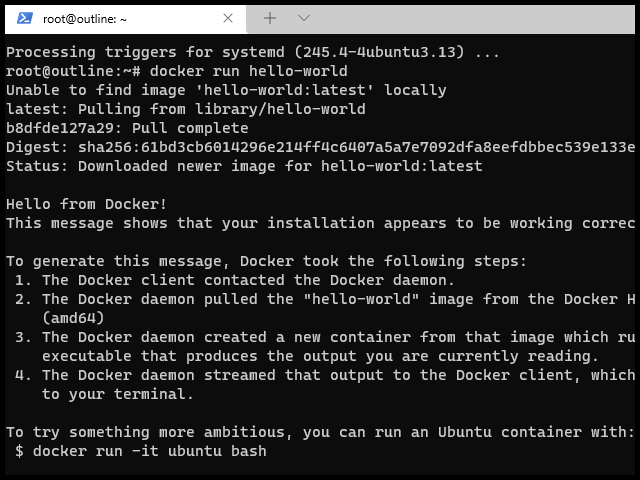 root@outline: ~
Processing triggers for systemd (245.4-4ubuntu3.13) ...
root@outline:~# docker run hello-world
Unable to find image 'hello-world:latest' locally
latest: Pulling from library/hello-world
b8dfde127a29: Pull complete
Digest: sha256:61bd3cb6014296e214ff4c6407a5a7e7092dfa8eefdbbec539e133e
Status: Downloaded newer image for hello-world:latest
Hello from Docker!
This message shows that your installation appears to be working correc
To generate this message, Docker took the following steps:
1. The Docker client contacted the Docker daemon.
2. The Docker daemon pulled the "hello-world" image from the Docker H
(amd64)
3. The Docker daemon created a new container from that image which ru
executable that produces the output you are currently reading.
4. The Docker daemon streamed that output to the Docker client, which
to your terminal.
To try something more ambitious, you can run an Ubuntu container with:
$ docker run -it ubuntu bash